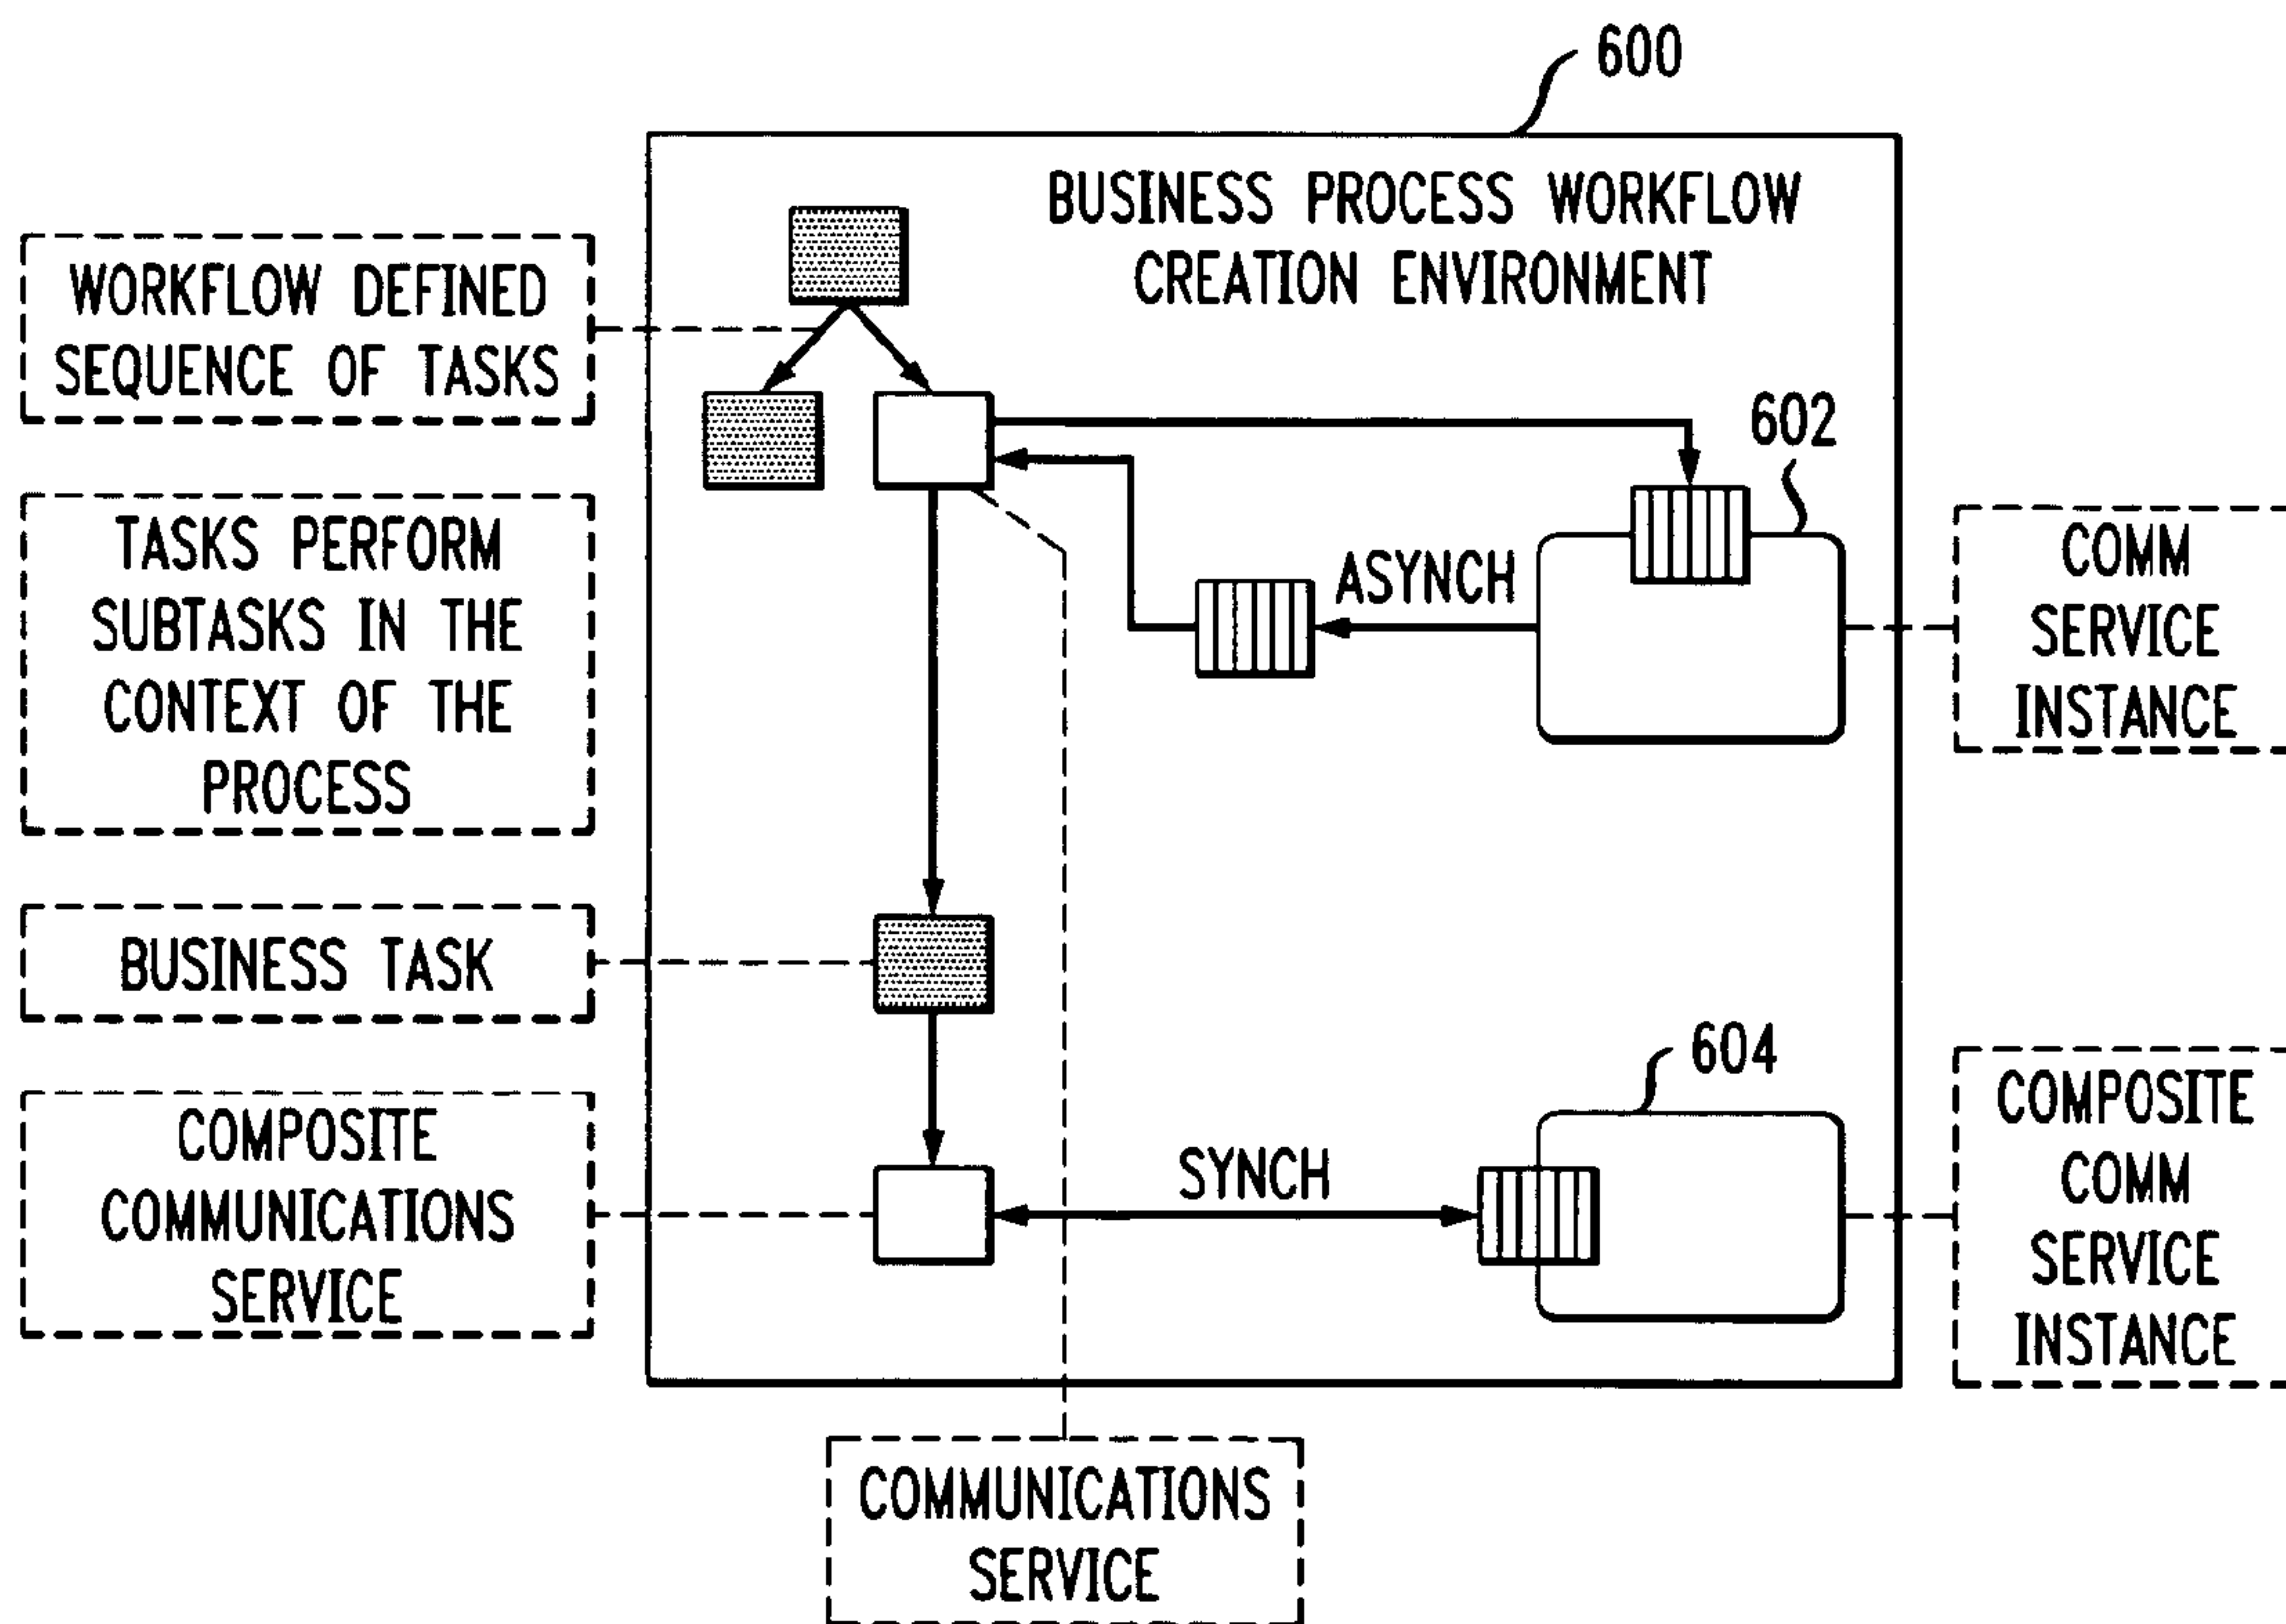 600
BUSINESS PROCESS WORKFLOW
CREATION ENVIRONMENT
WORKFLOW DEFINED
SEQUENCE OF TASKS
602
TASKS PERFORM
SUBTASKS IN THE
CONTEXT OF THE
PROCESS
ASYNCH
COMM
SERVICE
INSTANCE
BUSINESS TASK
604
COMPOSITE
COMMUNICATIONS
SERVICE
SYNCH
COMPOSITE
COMM
SERVICE
INSTANCE
COMMUNICATIONS
SERVICE